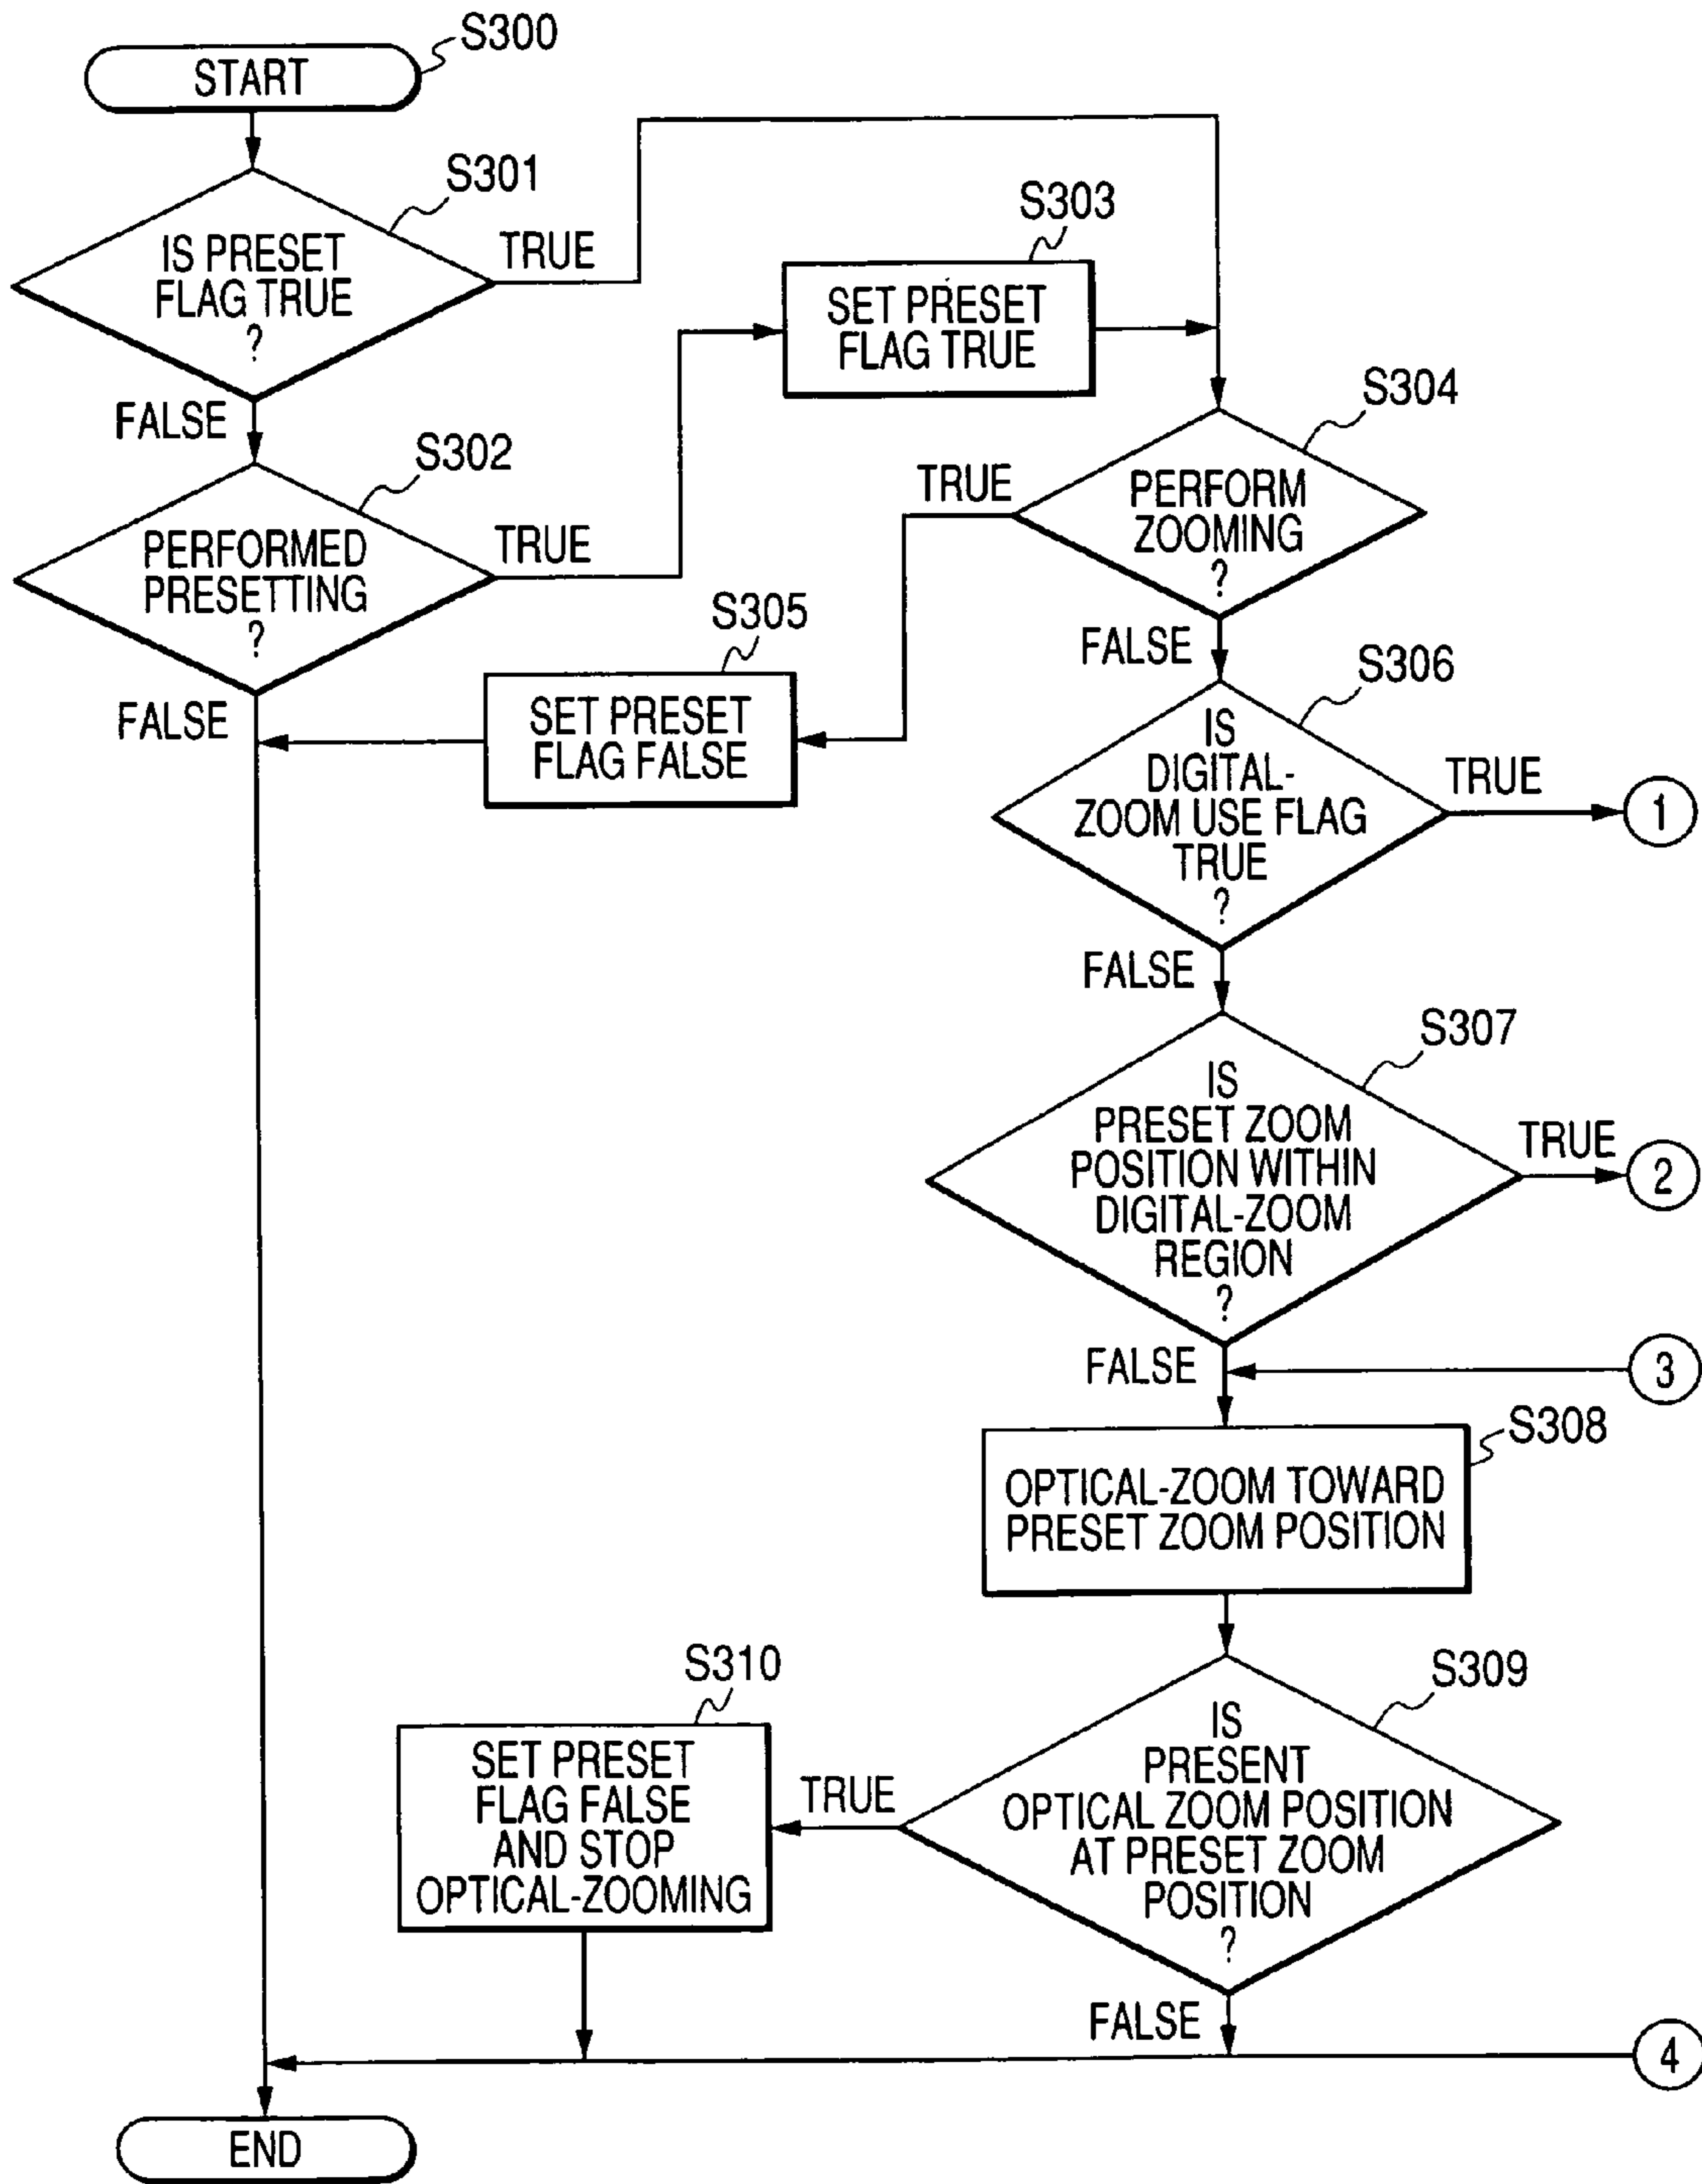 S300
START
S301
IS PRESET
FLAG TRUE
?
TRUE
FALSE
S302
PERFORMED
PRESETTING
?
TRUE
FALSE
S303
SET PRESET
FLAG TRUE
S304
PERFORM
ZOOMING
?
TRUE
FALSE
S305
SET PRESET
FLAG FALSE
S306
IS
DIGITAL-
ZOOM USE FLAG
TRUE
?
TRUE
1
FALSE
S307
IS
PRESET ZOOM
POSITION WITHIN
DIGITAL-ZOOM
REGION
?
TRUE
2
FALSE
3
S308
OPTICAL-ZOOM TOWARD
PRESET ZOOM POSITION
S309
IS
PRESENT
OPTICAL ZOOM POSITION
AT PRESET ZOOM
POSITION
?
TRUE
S310
SET PRESET
FLAG FALSE
AND STOP
OPTICAL-ZOOMING
FALSE
4
END